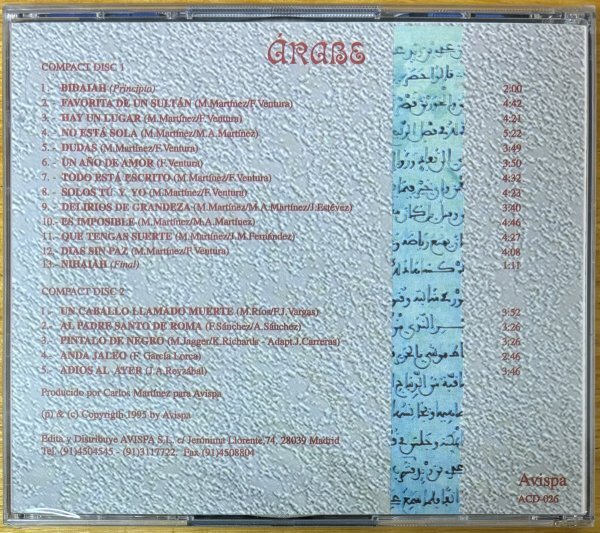 ÁRABE
COMPACT DISC 1
1.- BIDAIAH (Principio) 2:00
2.- FAVORITA DE UN SULTÁN (M.Martínez/F.Ventura) 4:42
3.- HAY UN LUGAR (M.Martínez/F.Ventura) 4:21
4.- NO ESTÁ SOLA (M.Martínez/M.A.Martínez) 5:22
5.- DUDAS (M.Martínez/F.Ventura) 3:49
6.- UN AÑO DE AMOR (F.Ventura) 3:50
7.- TODO ESTÁ ESCRITO (M.Martínez/F.Ventura) 4:32
8.- SOLOS TÚ Y YO (M.Martínez/F.Ventura) 4:23
9.- DELIRIOS DE GRANDEZA (M.Martínez/M.A.Martínez/J.Estévez) 3:40
10.- ES IMPOSIBLE (M.Martínez/M.A.Martínez) 4:46
11.- QUE TENGAS SUERTE (M.Martínez/J.M.Fernández) 4:27
12.- DÍAS SIN PAZ (M.Martínez/F.Ventura) 4:08
13.- NIHAIAH (Final) 1:11
COMPACT DISC 2
1.- UN CABALLO LLAMADO MUERTE (M.Ríos/F.J.Vargas) 3:52
2.- AL PADRE SANTO DE ROMA (F.Sánchez/A.Sánchez) 3:26
3.- PINTALO DE NEGRO (M.Jagger/K.Richards - Adapt.J.Carreras) 3:26
4.- ANDA JALEO (F. García Lorca) 2:46
5.- ADIOS AL AYER (J.A.Reyzábal) 3:46
Producido por Carlos Martínez para Avispa
(p) & (c) Copyrigth 1995 by Avispa
Edita y Distribuye AVISPA S.L. c/ Jerónima Llorente,74, 28039 Madrid
Tel. (91)4504545 - (91)3117722. Fax (91)4508804
Avispa
ACD-026